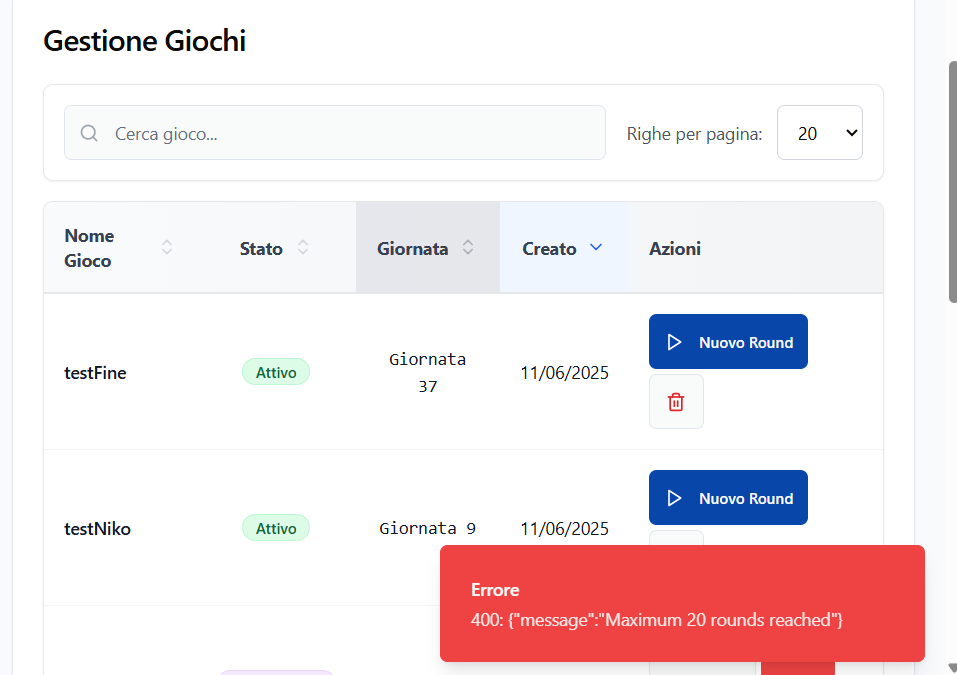 Gestione Giochi
Cerca gioco...
Righe per pagina:
20
Nome
Gioco
Stato
Giornata
Creato
Azioni
testFine
Attivo
Giornata
37
11/06/2025
Nuovo Round
testNiko
Attivo
Giornata 9
11/06/2025
Nuovo Round
Errore
400: {"message":"Maximum 20 rounds reached"}